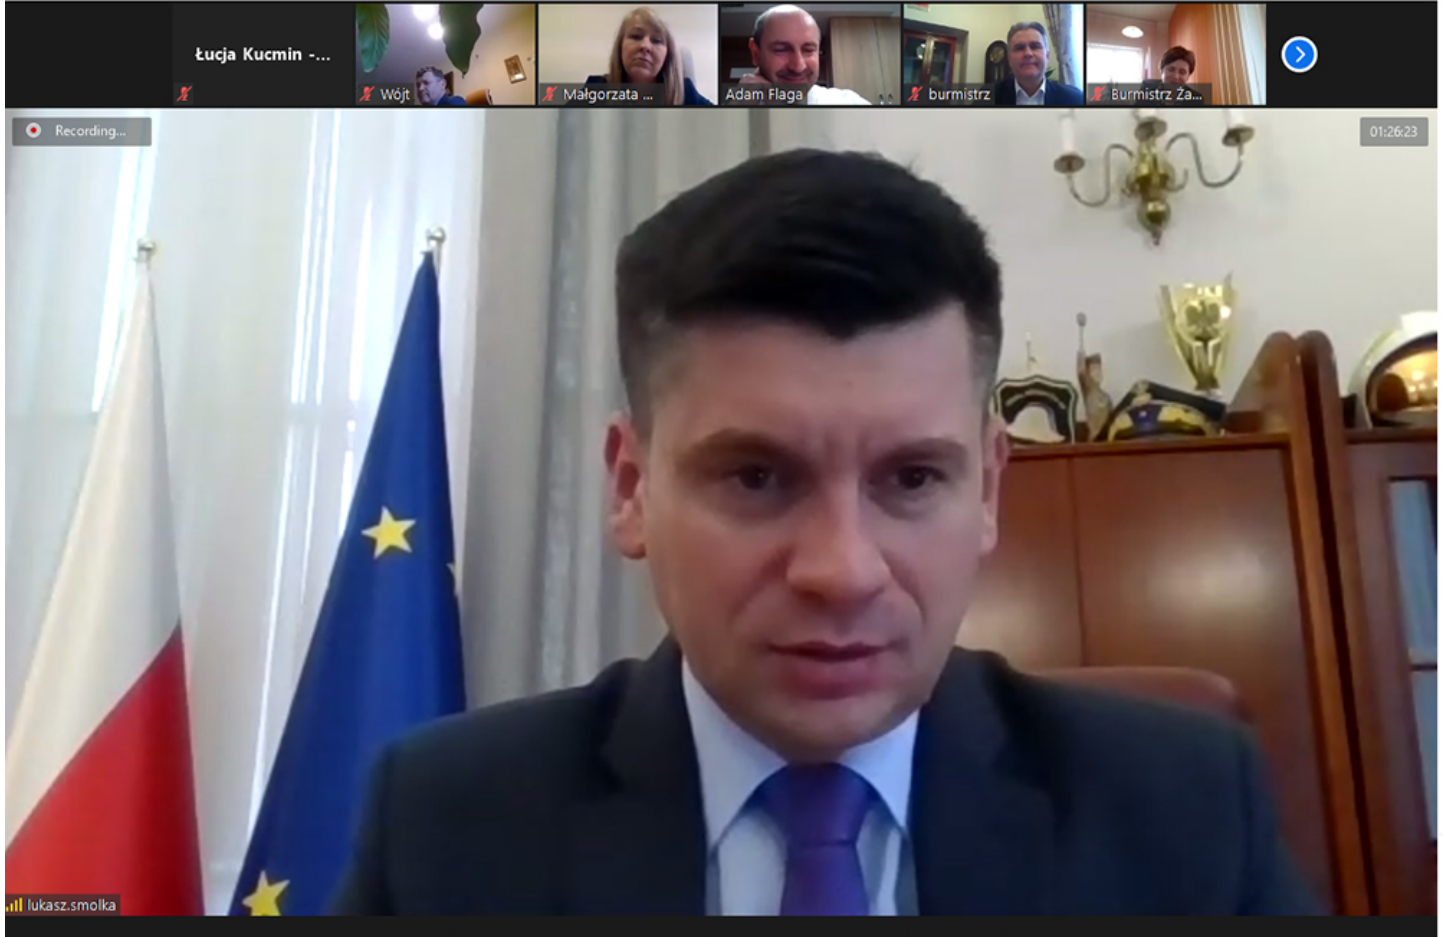 Łucja Kucmin -...
Wójt
Małgorzata ...
Adam Flaga
burmistrz
Burmistrz Ża...
Recording...
01:26:23
lukasz.smolka